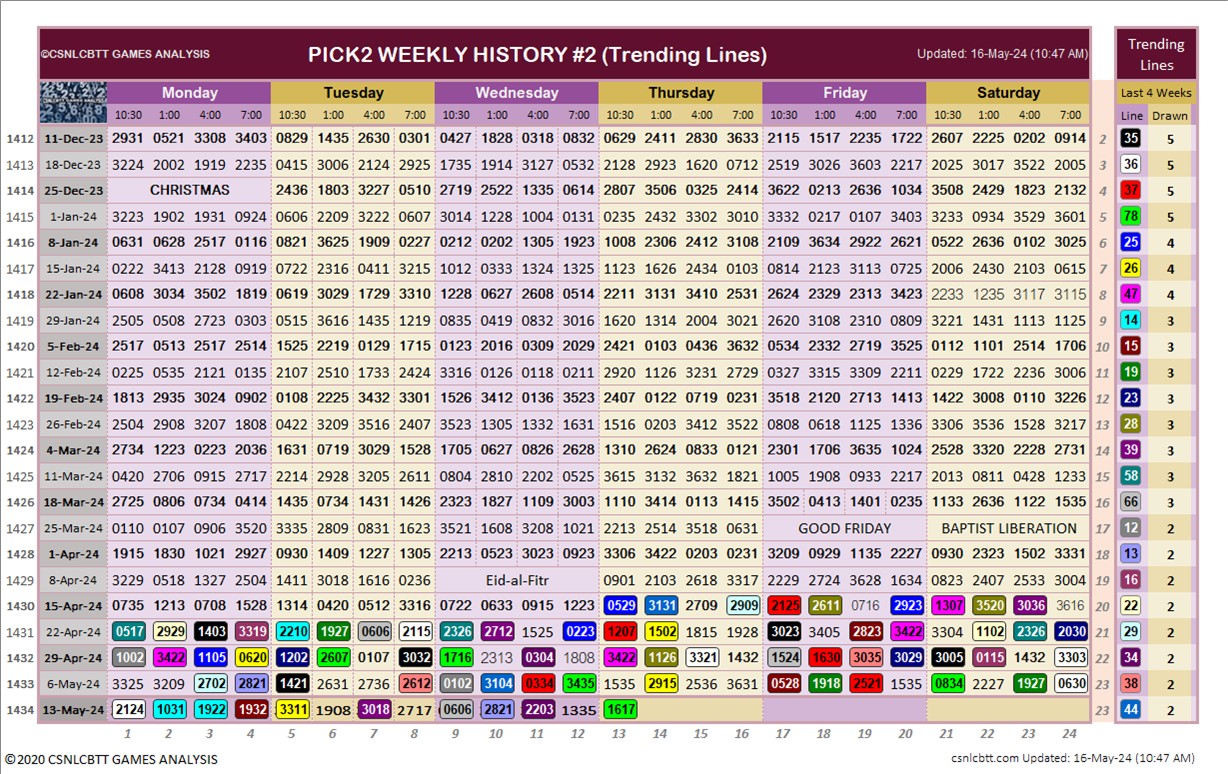 ©CSNLCBTT GAMES ANALYSIS PICK2 WEEKLY HISTORY #2 (Trending Lines) Updated: 16-May-24 (10:47 AM) Trending Lines
Monday Tuesday Wednesday Thursday Friday Saturday Last 4 Weeks
10:30 1:00 4:00 7:00 10:30 1:00 4:00 7:00 10:30 1:00 4:00 7:00 10:30 1:00 4:00 7:00 10:30 1:00 4:00 7:00 10:30 1:00 4:00 7:00 Line Drawn
1412 11-Dec-23 2931 0521 3308 3403 0829 1435 2630 0301 0427 1828 0318 0832 0629 2411 2830 3633 2115 1517 2235 1722 2607 2225 0202 0914 2 35 5
1413 18-Dec-23 3224 2002 1919 2235 0415 3006 2124 2925 1735 1914 3127 0532 2128 2923 1620 0712 2519 3026 3603 2217 2025 3017 3522 2005 3 36 5
1414 25-Dec-23 CHRISTMAS 2436 1803 3227 0510 2719 2522 1335 0614 2807 3506 0325 2414 3622 0213 2636 1034 3508 2429 1823 2132 4 37 5
1415 1-Jan-24 3223 1902 1931 0924 0606 2209 3222 0607 3014 1228 1004 0131 0235 2432 3302 3010 3332 0217 0107 3403 3233 0934 3529 3601 5 78 5
1416 8-Jan-24 0631 0628 2517 0116 0821 3625 1909 0227 0212 0202 1305 1923 1008 2306 2412 3108 2109 3634 2922 2621 0522 2636 0102 3025 6 25 4
1417 15-Jan-24 0222 3413 2128 0919 0722 2316 0411 3215 1012 0333 1324 1325 1123 1626 2434 0103 0814 2123 3113 0725 2006 2430 2103 0615 7 26 4
1418 22-Jan-24 0608 3034 3502 1819 0619 3029 1729 3318 1228 0627 2608 0514 2211 3131 3410 2531 2624 2329 2313 3423 2233 1235 3117 3115 8 47 4
1419 29-Jan-24 2505 0508 2723 0303 0515 3616 1435 1213 0835 0419 0832 3016 1620 1314 2004 3021 2620 3108 2110 0809 3221 1431 1113 1125 9 14 3
1420 5-Feb-24 2517 0513 2517 2514 1525 2219 0129 1715 0123 2016 0309 2029 2421 0103 0436 3632 0534 2332 2719 3525 0112 1101 2514 1706 10 15 3
1421 12-Feb-24 0225 0535 2121 0135 2107 2510 1733 2424 3316 0126 0118 0211 2920 1126 3231 2729 0327 3315 3309 2211 0229 1722 2236 3006 11 19 3
1422 19-Feb-24 1813 2935 3024 0902 0108 2225 3432 3301 1526 3412 0136 3523 2407 0122 0719 0231 3518 2120 2713 1413 1422 3008 0110 3226 12 23 3
1423 26-Feb-24 2504 2908 3207 1808 0422 3209 3516 2407 3523 1305 1332 1631 1516 0203 3412 3522 0808 0618 1125 1336 3306 3536 1528 3217 13 28 3
1424 4-Mar-24 2734 1223 0223 2036 1631 0719 3029 1523 1705 0627 0826 2628 1310 2624 0833 0121 2301 1706 3635 1024 2528 3320 2228 2731 14 39 3
1425 11-Mar-24 0420 2706 0915 2717 2214 2928 3205 2611 0804 2810 2202 0525 3615 3132 3632 1821 1005 1908 0933 2217 2013 0811 0428 1233 15 58 3
1426 18-Mar-24 2725 0806 0734 0414 1435 0734 1431 1426 2323 1827 1109 3003 1110 3414 0113 1415 3502 0413 1401 0235 1133 2636 1122 1535 16 66 3
1427 25-Mar-24 0110 0107 0906 3520 3335 2809 0831 1623 3521 1608 3208 1021 2213 2514 3518 0631 GOOD FRIDAY BAPTIST LIBERATION 17 12 2
1428 1-Apr-24 1915 1830 1021 2927 0930 1409 1227 1305 2213 0523 3023 0923 3306 3422 0203 0231 3209 0929 1135 2227 0930 2323 1502 3331 18 13 2
1429 8-Apr-24 3229 0518 1327 2504 1411 3018 1616 0236 Eid-al-Fitr 0901 2103 2618 3317 2229 2724 3628 1634 0823 2407 2533 3004 19 16 2
1430 15-Apr-24 0735 1213 0708 1528 1314 0420 0512 3316 0722 0633 0915 1223 0529 3131 2709 2909 2125 2611 0716 2923 1307 3520 3036 3616 20 22 2
1431 22-Apr-24 0517 2929 1403 3319 2210 1927 0606 2115 2326 2712 1525 0223 1207 1502 1815 1928 3023 3405 2823 3422 3304 1102 2326 2030 21 29 2
1432 29-Apr-24 1002 3422 1105 0620 1202 2607 0107 3032 1716 2313 0304 1808 3422 1126 3321 1432 1524 1630 3035 3029 3005 0115 1432 3303 22 34 2
1433 6-May-24 3325 3209 2702 2821 1421 2631 2736 2612 0102 3104 0334 3435 1535 2915 2536 3631 0528 1918 2521 1535 0834 2227 1927 0630 23 38 2
1434 13-May-24 2124 1031 1922 1932 3311 1908 3018 2717 0606 2821 2203 1335 1617 23 44 2
1 2 3 4 5 6 7 8 9 10 11 12 13 14 15 16 17 18 19 20 21 22 23 24
©2020 CSNLCBTT GAMES ANALYSIS csnlcbtt.com Updated: 16-May-24 (10:47 AM)